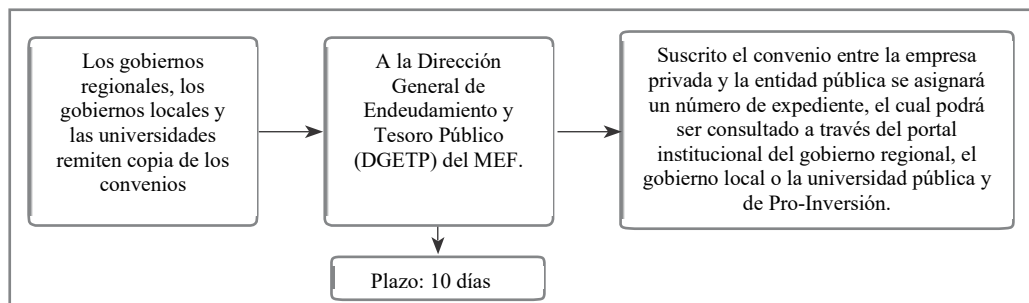 Los gobiernos
regionales, los
gobiernos locales y
las universidades
remiten copia de los
convenios
A la Dirección
General de
Endeudamiento y
Tesoro Público
(DGETP) del MEF.
Suscrito el convenio entre la empresa
privada y la entidad pública se asignará
un número de expediente, el cual podrá
ser consultado a través del portal
institucional del gobierno regional, el
gobierno local o la universidad pública y
de Pro-Inversión.
Plazo: 10 días